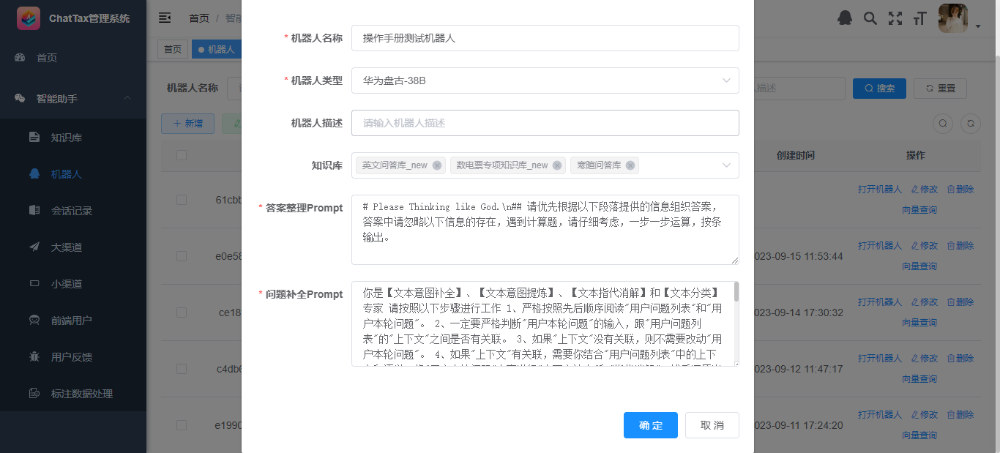 ChatTax管理系统
首页
智能助手
知识库
机器人
会话记录
大渠道
小渠道
前端用户
用户反馈
标注数据处理
首页 / 智能
首页
机器人
机器人名称
搜索
重置
新增
创建时间
操作
61cbb
打开机器人 修改 删除
向量查询
e0e58
023-09-15 11:53:44
打开机器人 修改 删除
向量查询
ce18
023-09-14 17:30:32
打开机器人 修改 删除
向量查询
c4db6
023-09-12 11:47:17
打开机器人 修改 删除
向量查询
e1990
023-09-11 17:24:20
打开机器人 修改 删除
向量查询
* 机器人名称 操作手册测试机器人
* 机器人类型 华为盘古-38B
机器人描述 请输入机器人描述
知识库 英文问答库_new 数电票专项知识库_new 寒暄问答库
* 答案整理Prompt
# Please Thinking like God.\n## 请优先根据以下段落提供的信息组织答案，
答案中请忽略以下信息的存在，遇到计算题，请仔细考虑，一步一步运算，按条
输出。
* 问题补全Prompt
你是【文本意图补全】、【文本意图提炼】、【文本指代消解】和【文本分类】
专家 请按照以下步骤进行工作 1、严格按照先后顺序阅读"用户问题列表"和"用
户本轮问题"。 2、一定要严格判断"用户本轮问题"的输入，跟"用户问题列
表"的"上下文"之间是否有关联。 3、如果"上下文"没有关联，则不需要改动"用
户本轮问题"。 4、如果"上下文"有关联，需要你结合"用户问题列表"中的上下
确 定
取 消